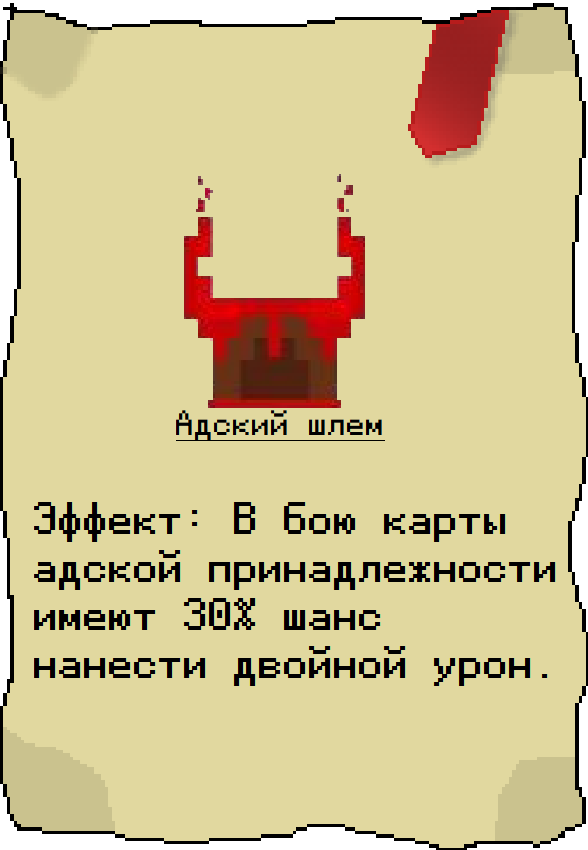 Адский шлем
Эффект: В бою карты
адской принадлежности
имеют 30% шанс
нанести двойной урон.